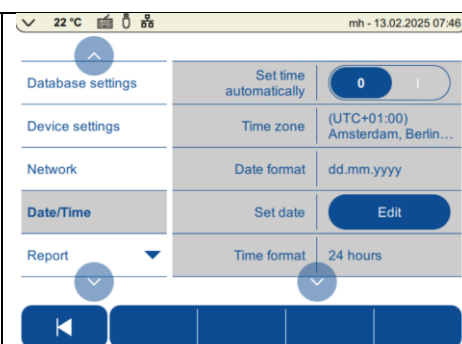 22 °C
mh - 13.02.2025 07:46
Database settings
Set time
automatically
0 I
Device settings
Time zone
(UTC+01:00)
Amsterdam, Berlin...
Network
Date format
dd.mm.yyyy
Date/Time
Set date
Edit
Report
Time format
24 hours